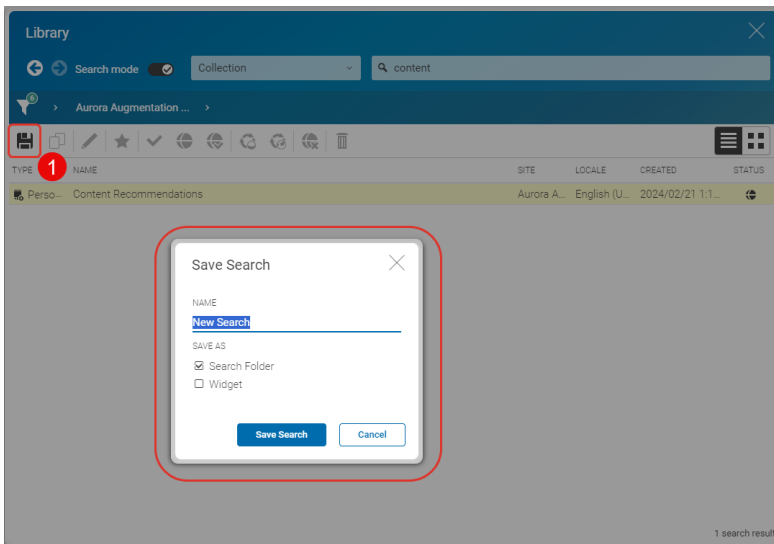 Library
Search mode
Collection
content
6
Aurora Augmentation ...
1
TYPE NAME SITE LOCALE CREATED STATUS
Perso... Content Recommendations Aurora A... English (U... 2024/02/21 1:1...
Save Search
NAME
New Search
SAVE AS
Search Folder
Widget
Save Search Cancel
1 search result